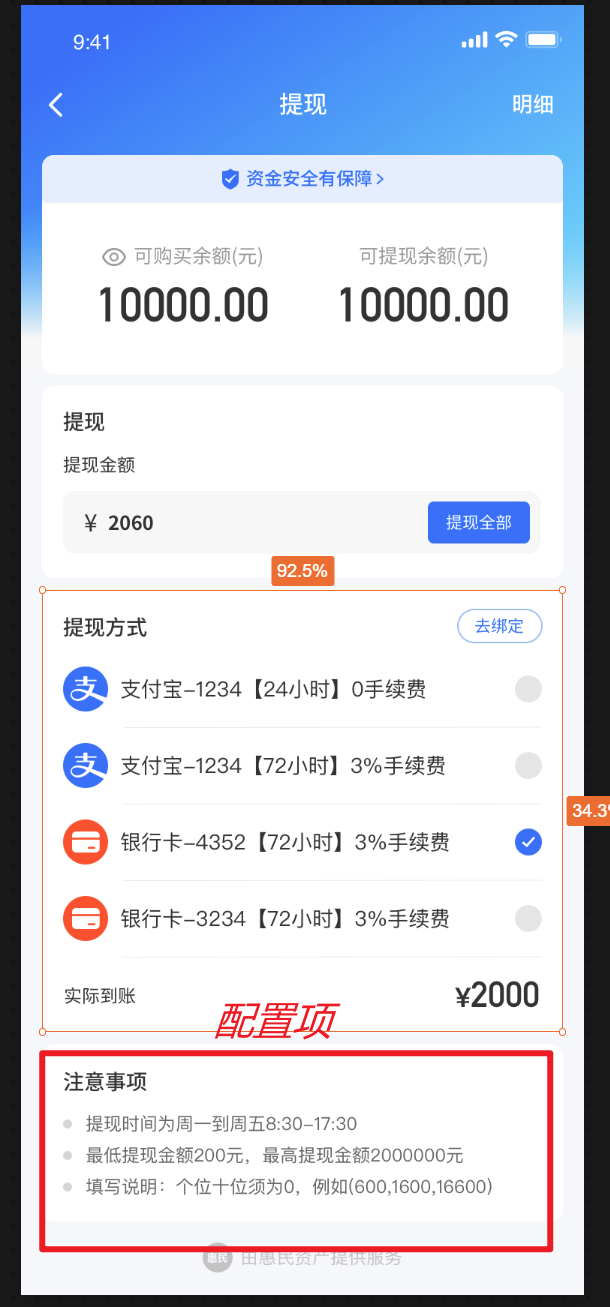 9:41
提现
明细
资金安全有保障>
可购买余额(元)
可提现余额(元)
10000.00
10000.00
提现
提现金额
¥ 2060
提现全部
92.5%
提现方式
去绑定
支付宝-1234【24小时】0手续费
支付宝-1234【72小时】3%手续费
34.3%
银行卡-4352【72小时】3%手续费
银行卡-3234【72小时】3%手续费
实际到账
¥2000
配置项
注意事项
提现时间为周一到周五8:30-17:30
最低提现金额200元，最高提现金额2000000元
填写说明：个位十位须为0，例如(600,1600,16600)
由惠民资产提供服务